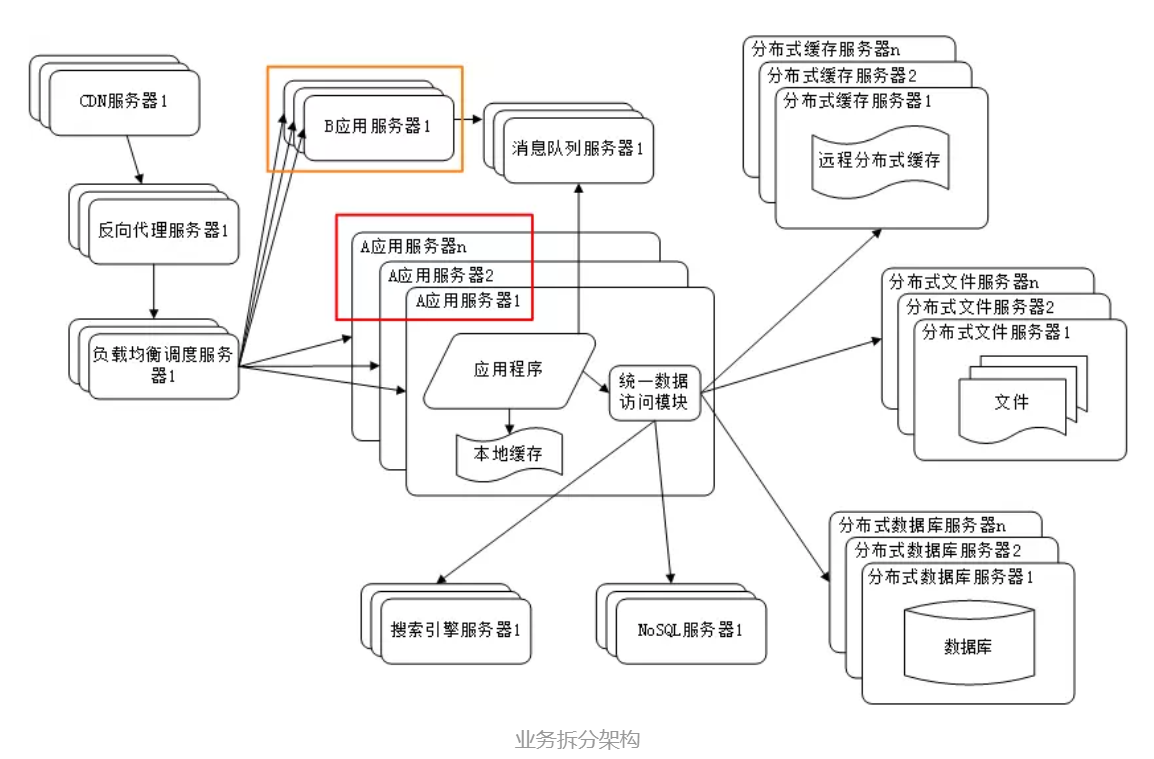 CDN服务器1
反向代理服务器1
负载均衡调度服务
器1
B应用服务器1
消息队列服务器1
A应用服务器n
A应用服务器2
A应用服务器1
应用程序
本地缓存
统一数据
访问模块
搜索引擎服务器1
NoSQL服务器1
分布式缓存服务器n
分布式缓存服务器2
分布式缓存服务器1
远程分布式缓存
分布式文件服务器n
分布式文件服务器2
分布式文件服务器1
文件
分布式数据库服务器n
分布式数据库服务器2
分布式数据库服务器1
数据库
业务拆分架构